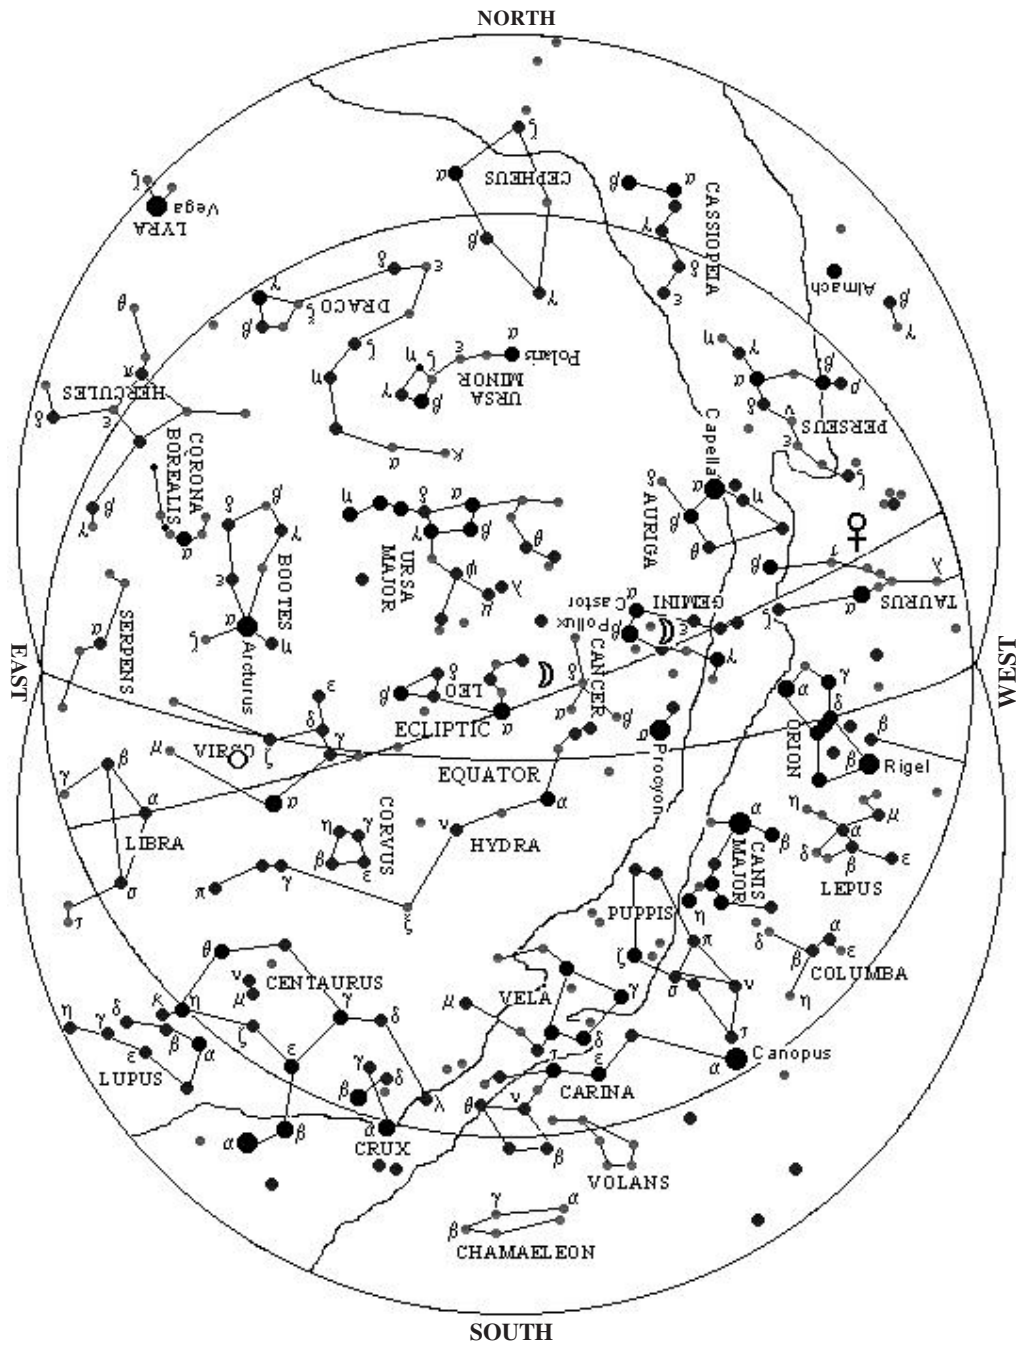 NORTH
ζ
ζ
CEPHEUS
α
β
α
CASSIOPEIA
Vega
LYRA
γ
β
δ
ε
δ
γ
DRACO
ε
γ
Almach
β
γ
θ
β
ξ
α
Polaris
η
γ
ζ
η
ζ
ε
URSA
MINOR
β
ρ
α
π
HERCULES
η
γ
β
δ
ν
PERSEUS
δ
ε
ε
Capella
CORONA
BOREALIS
α
κ
ζ
β
γ
δ
β
η
δ
α
δ
AURIGA
α
η
α
γ
γ
β
β
θ
BOOTES
URSA
MAJOR
θ
β
τ
λ
ε
ψ
λ
μ
GEMINI
TAURUS
SERPENS
α
α
Castor
α
ζ
α
ζ
η
Pollux
β
ε
EAST
Arcturus
CANCER
γ
γ
WEST
δ
LEO
δ
α
δ
ε
β
α
β
δ
ORION
β
ECLIPTIC
α
α
μ
VIRGO
ζ
γ
β
Rigel
γ
β
EQUATOR
Procyon
α
α
α
η
μ
LIBRA
CORVUS
η
γ
ν
HYDRA
β
α
CANIS
MAJOR
δ
β
ε
β
ε
LEPUS
σ
π
γ
τ
ξ
PUPPIS
η
δ
α
θ
π
β
ε
ν
CENTAURUS
ζ
COLUMBA
μ
σ
ν
η
κ
η
γ
μ
VELA
γ
η
δ
ζ
δ
γ
β
α
δ
τ
ε
ε
τ
Canopus
LUPUS
γ
ε
α
β
δ
CARINA
λ
θ
ν
α
β
α
CRUX
β
VOLANS
γ
α
β
CHAMAELEON
SOUTH